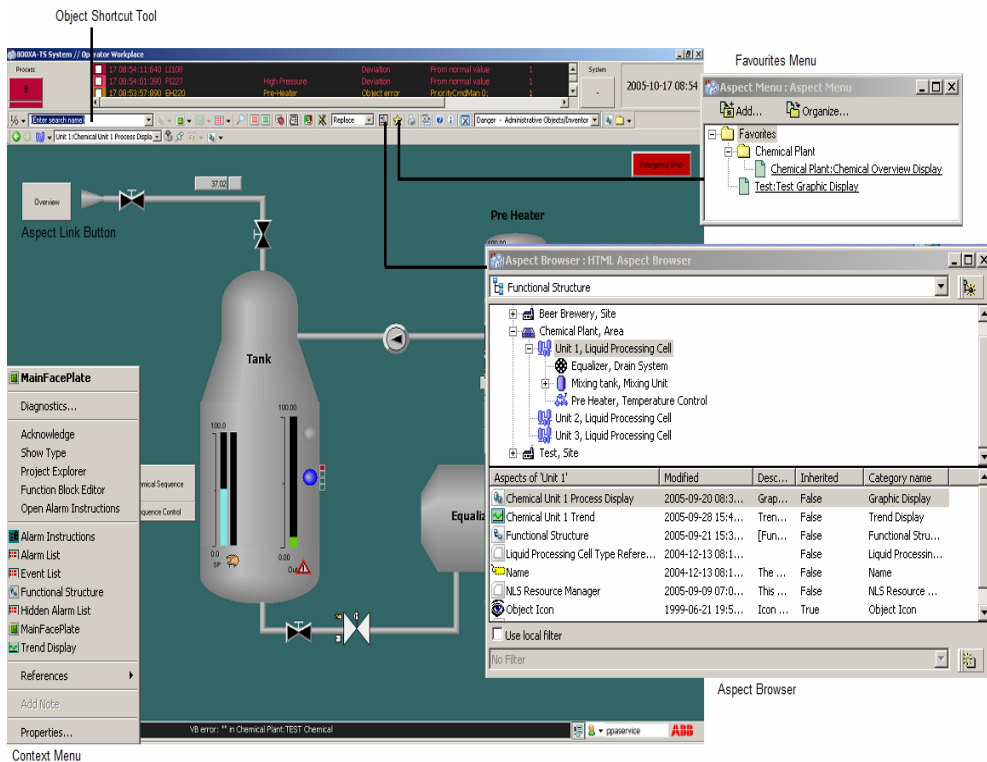 Object Shortcut Tool
800XA-T5 System // Operator Workplace
Process
5
17 08:54:11:640 LI108 Deviation From normal value 1
17 08:54:01:390 PI227 High Pressure Deviation From normal value 1
17 08:53:57:890 EH220 Pre-Heater Object error PriorityCmdMan 0; 1
System
-
2005-10-17 08:54
Enter search name
Replace
Danger - Administrative Objects/Inventor
Unit 1:Chemical Unit 1 Process Displa
Favourites Menu
Aspect Menu : Aspect Menu
Add... Organize...
Favorites
Chemical Plant
Chemical Plant:Chemical Overview Display
Test:Test Graphic Display
Emergency Stop
37.02
Overview
Aspect Link Button
Pre Heater
100.00
Tank
100.0
100.00
0.0
SP
0.00
Out
Equaliz
mical Sequence
equence Control
Aspect Browser : HTML Aspect Browser
Functional Structure
Beer Brewery, Site
Chemical Plant, Area
Unit 1, Liquid Processing Cell
Equalizer, Drain System
Mixing tank, Mixing Unit
Pre Heater, Temperature Control
Unit 2, Liquid Processing Cell
Unit 3, Liquid Processing Cell
Test, Site
Aspects of 'Unit 1' Modified Desc... Inherited Category name
Chemical Unit 1 Process Display 2005-09-20 08:3... Grap... False Graphic Display
Chemical Unit 1 Trend 2005-09-28 15:4... Tren... False Trend Display
Functional Structure 2005-09-21 15:3... [Fun... False Functional Stru...
Liquid Processing Cell Type Refere... 2004-12-13 08:1... False Liquid Processin...
Name 2004-12-13 08:1... The ... False Name
NLS Resource Manager 2005-09-09 07:0... This ... False NLS Resource ...
Object Icon 1999-06-21 19:5... Icon ... True Object Icon
Use local filter
No Filter
Aspect Browser
MainFacePlate
Diagnostics...
Acknowledge
Show Type
Project Explorer
Function Block Editor
Open Alarm Instructions
Alarm Instructions
Alarm List
Event List
Functional Structure
Hidden Alarm List
MainFacePlate
Trend Display
References
Add Note
Properties...
VB error: "" in Chemical Plant:TEST Chemical
ppaservice
ABB
Context Menu